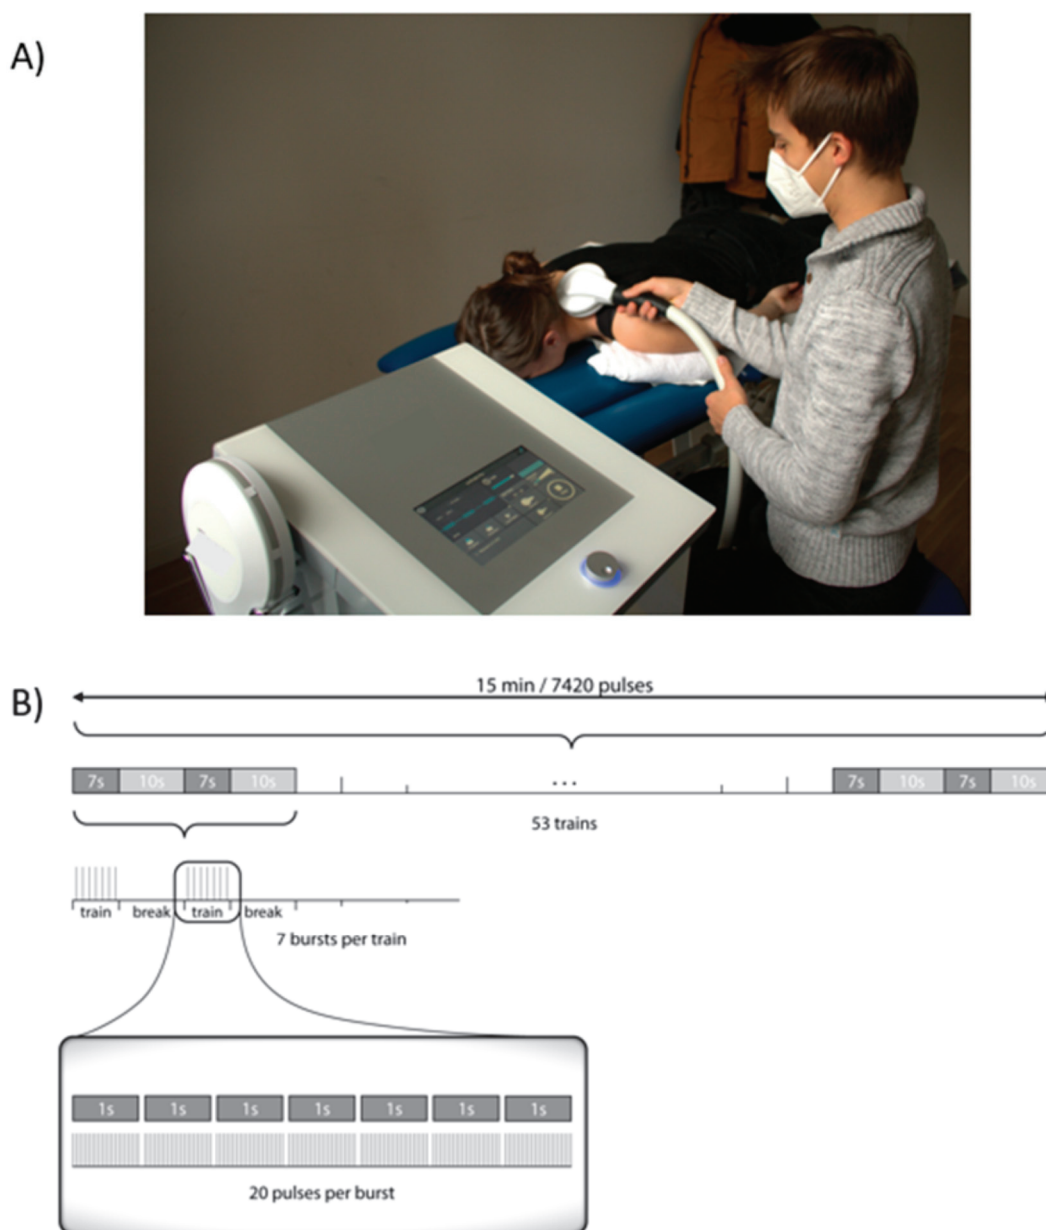 A)
B)
15 min / 7420 pulses
7s 10s 7s 10s ... 7s 10s 7s 10s
53 trains
train break train break
7 bursts per train
1s 1s 1s 1s 1s 1s 1s
20 pulses per burst